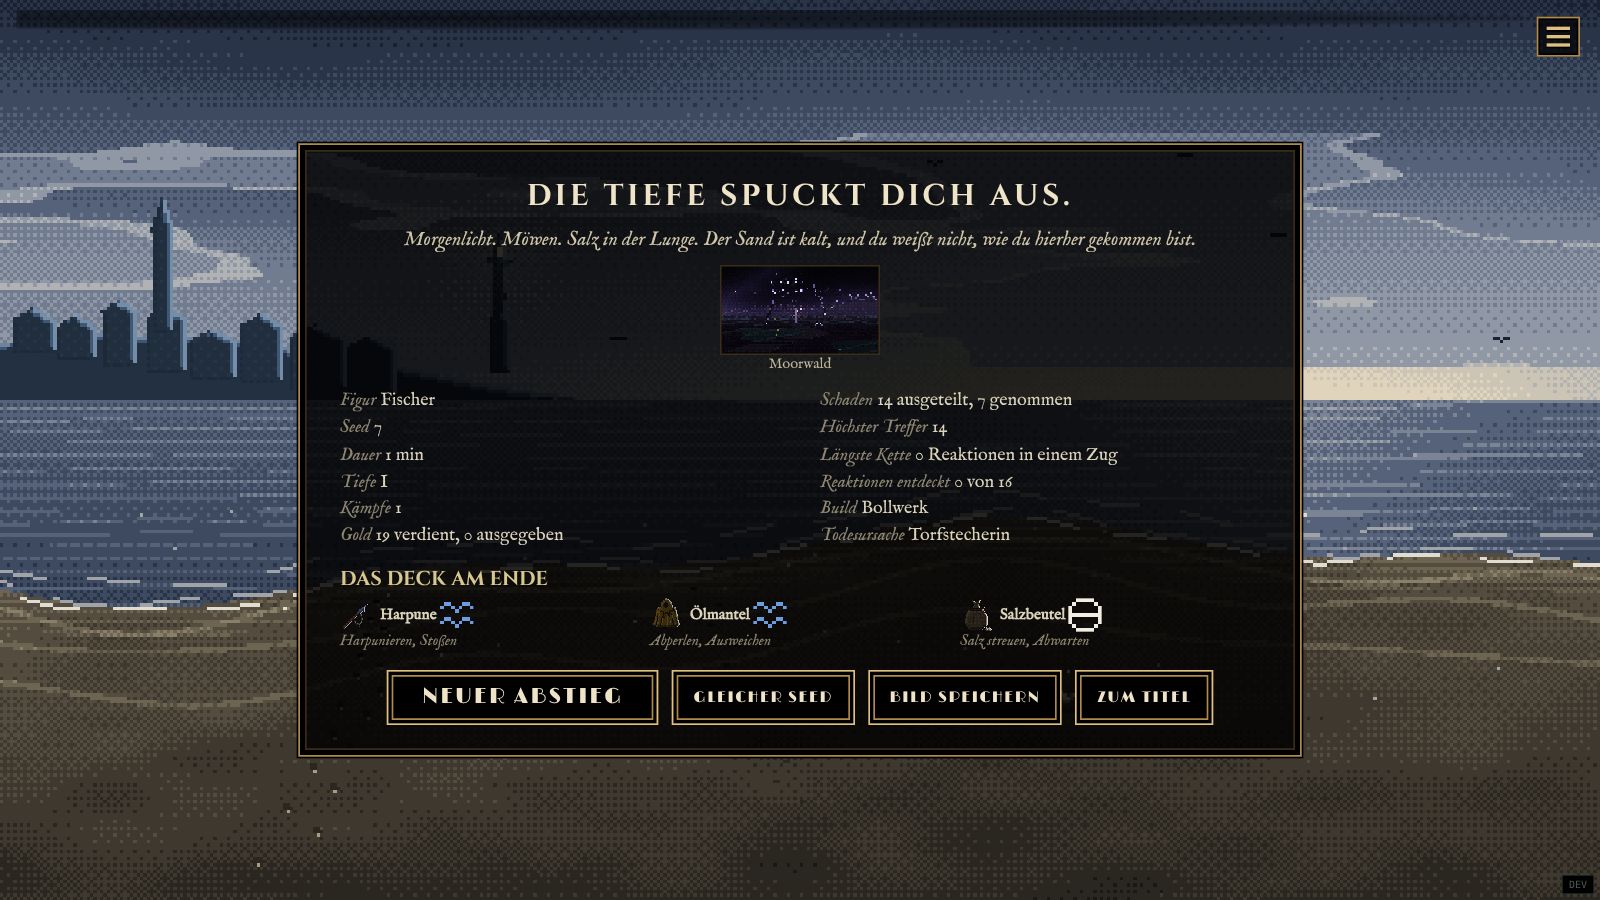 DIE TIEFE SPUCKT DICH AUS.
Morgenlicht. Möwen. Salz in der Lunge. Der Sand ist kalt, und du weißt nicht, wie du hierher gekommen bist.
Moorwald
Figur Fischer
Seed 7
Dauer 1 min
Tiefe I
Kämpfe 1
Gold 19 verdient, 0 ausgegeben
Schaden 14 ausgeteilt, 7 genommen
Höchster Treffer 14
Längste Kette 0 Reaktionen in einem Zug
Reaktionen entdeckt 0 von 16
Build Bollwerk
Todesursache Torfstecherin
DAS DECK AM ENDE
Harpune
Harpunieren, Stoßen
Ölmantel
Abperlen, Ausweichen
Salzbeutel
Salz streuen, Abwarten
NEUER ABSTIEG
GLEICHER SEED
BILD SPEICHERN
ZUM TITEL
DEV